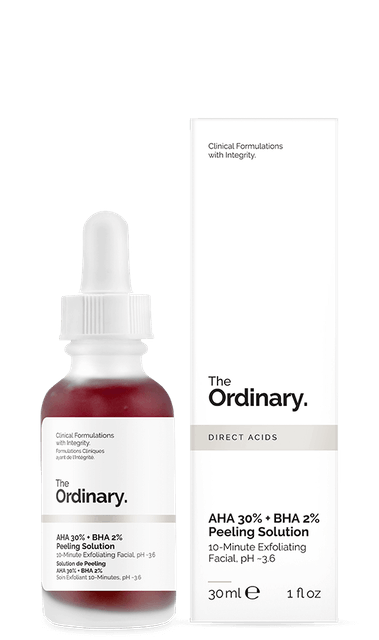 Clinical Formulations
with Integrity.
The
Ordinary.
DIRECT ACIDS
AHA 30% + BHA 2%
Peeling Solution
10-Minute Exfoliating
Facial, pH ~3.6
30 ml ℮ 1 fl oz
Clinical Formulations
with Integrity.
Formulations Cliniques
ayant de l'Intégrité.
The
Ordinary.
AHA 30% + BHA 2%
Peeling Solution
10-Minute Exfoliating Facial, pH ~3.6
Solution de Peeling
AHA 30% + BHA 2%
Soin Exfoliant 10-Minutes, pH ~3.6